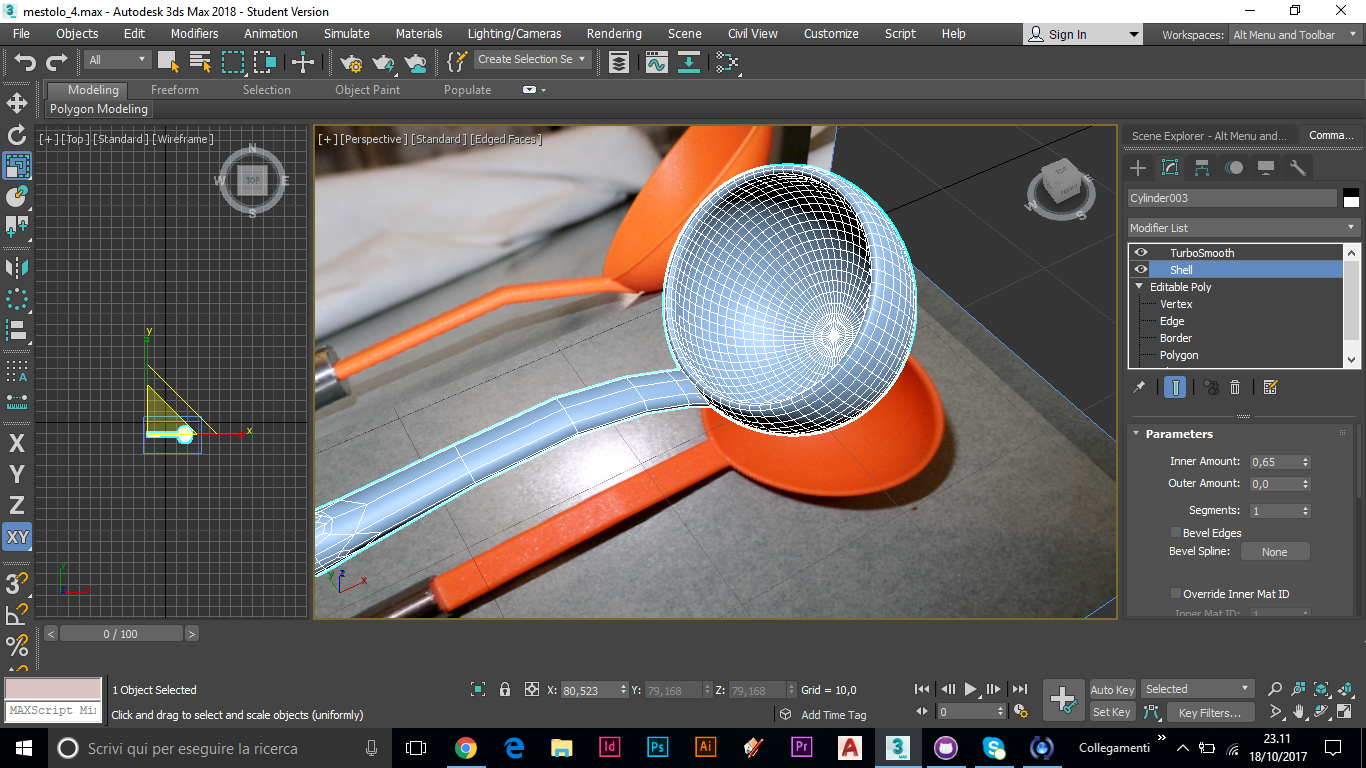 mestolo_4.max - Autodesk 3ds Max 2018 - Student Version
File Objects Edit Modifiers Animation Simulate Materials Lighting/Cameras Rendering Scene Civil View Customize Script Help Sign In Workspaces: Alt Menu and Toolbar
All Create Selection Se
Modeling Freeform Selection Object Paint Populate
Polygon Modeling
[+] [Top] [Standard] [Wireframe]
[+] [Perspective] [Standard] [Edged Faces]
Scene Explorer - Alt Menu and... Comma...
N
W TOP E
S
W E
S
Cylinder003
Modifier List
TurboSmooth
Shell
Editable Poly
Vertex
Edge
Border
Polygon
y
x
X
Y
Z
XY
3
%
Parameters
Inner Amount: 0,65
Outer Amount: 0,0
Segments: 1
Bevel Edges
Bevel Spline: None
Override Inner Mat ID
Inner Mat ID: 1
y
z
x
< 0 / 100 >
1 Object Selected
X: 80,523 Y: 79,168 Z: 79,168 Grid = 10,0
Auto Key Selected
MAXScript Mi
Click and drag to select and scale objects (uniformly)
Add Time Tag
0
Set Key Key Filters...
Scrivi qui per eseguire la ricerca
Id Ps Ai Pr A 3 MAX S
Collegamenti »
23.11
18/10/2017